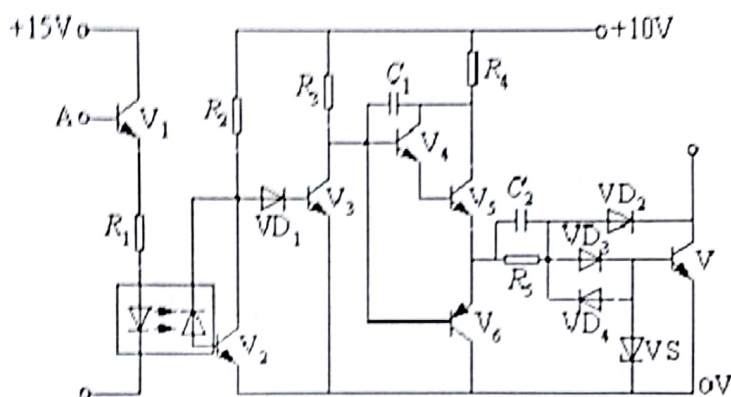 +15V
+10V
A
V₁
R₁
R₂
V₂
VD₁
R₃
V₃
C₁
V₄
R₄
V₅
V₆
C₂
R₅
VD₂
VD₃
VD₄
VS
V
0V